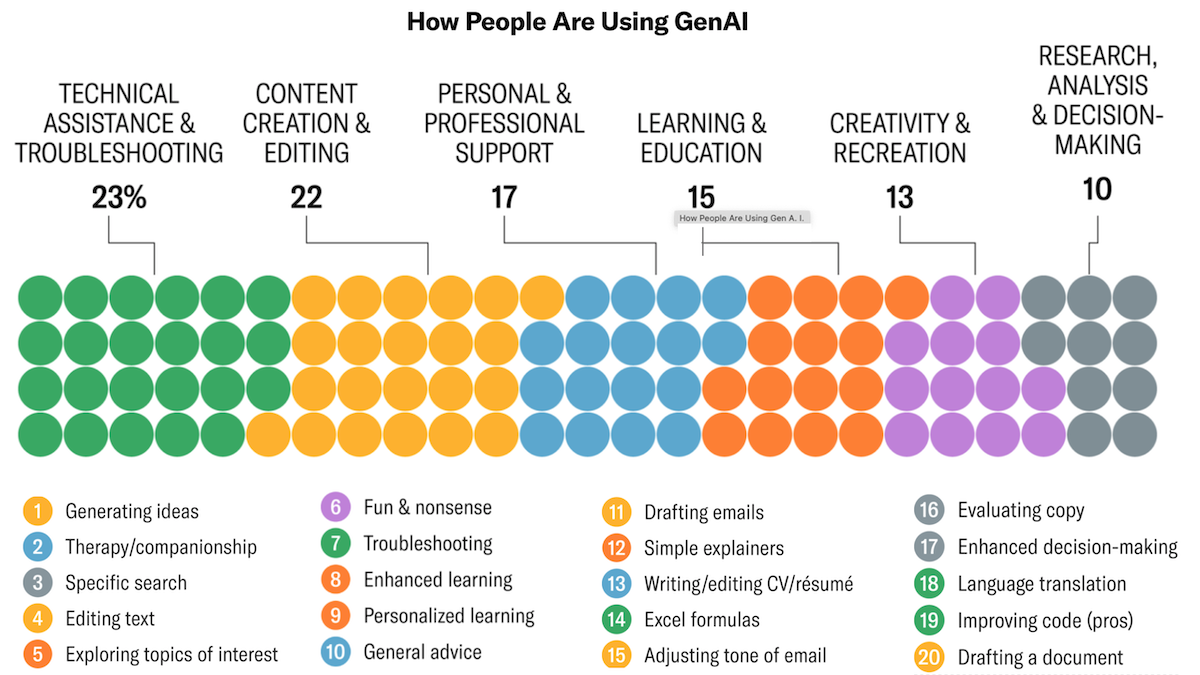 How People Are Using GenAI
TECHNICAL
ASSISTANCE &
TROUBLESHOOTING
23%
CONTENT
CREATION &
EDITING
22
PERSONAL &
PROFESSIONAL
SUPPORT
17
LEARNING &
EDUCATION
15
CREATIVITY &
RECREATION
13
RESEARCH,
ANALYSIS
& DECISION-
MAKING
10
How People Are Using Gen A. I.
1 Generating ideas
2 Therapy/companionship
3 Specific search
4 Editing text
5 Exploring topics of interest
6 Fun & nonsense
7 Troubleshooting
8 Enhanced learning
9 Personalized learning
10 General advice
11 Drafting emails
12 Simple explainers
13 Writing/editing CV/résumé
14 Excel formulas
15 Adjusting tone of email
16 Evaluating copy
17 Enhanced decision-making
18 Language translation
19 Improving code (pros)
20 Drafting a document